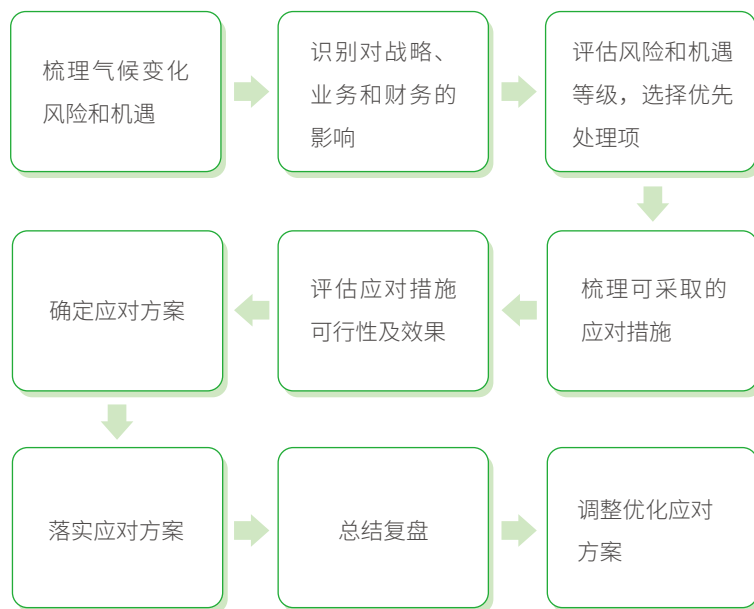 梳理气候变化
风险和机遇
识别对战略、
业务和财务的
影响
评估风险和机遇
等级，选择优先
处理项
梳理可采取的
应对措施
评估应对措施
可行性及效果
确定应对方案
落实应对方案
总结复盘
调整优化应对
方案